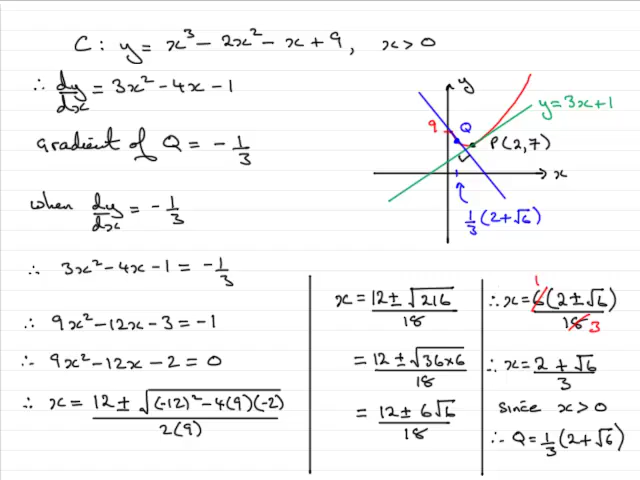 C: y = x³ - 2x² - x + 9, x > 0
∴ dy/dx = 3x² - 4x - 1
Gradient of Q = -1/3
when dy/dx = -1/3
∴ 3x² - 4x - 1 = -1/3
∴ 9x² - 12x - 3 = -1
∴ 9x² - 12x - 2 = 0
∴ x = 12 ± √(-12)² - 4(9)(-2) / 2(9)
y
y = 3x + 1
9
Q
P(2,7)
x
1/3(2+√6)
x = 12 ± √216 / 18
= 12 ± √36×6 / 18
= 12 ± 6√6 / 18
1
∴ x = 6(2 ± √6) / 18 3
∴ x = 2 + √6 / 3
since x > 0
∴ Q = 1/3(2+√6)